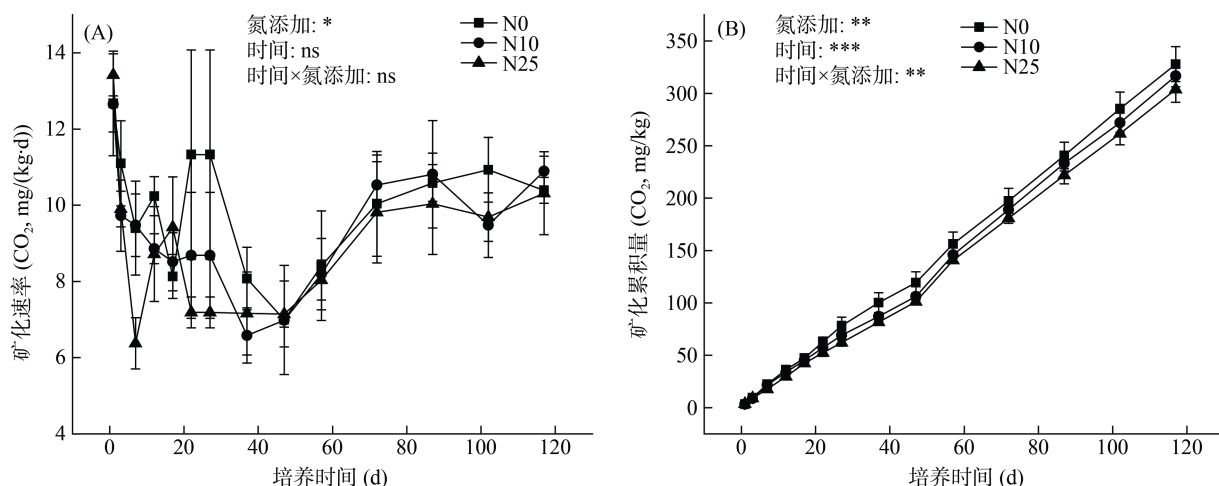 (A)
氮添加: *
时间: ns
时间×氮添加: ns
N0
N10
N25
14
12
10
8
6
4
矿化速率 (CO₂, mg/(kg·d))
0
20
40
60
80
100
120
培养时间 (d)
(B)
氮添加: **
时间: ***
时间×氮添加: **
N0
N10
N25
350
300
250
200
150
100
50
0
矿化累积量 (CO₂, mg/kg)
0
20
40
60
80
100
120
培养时间 (d)